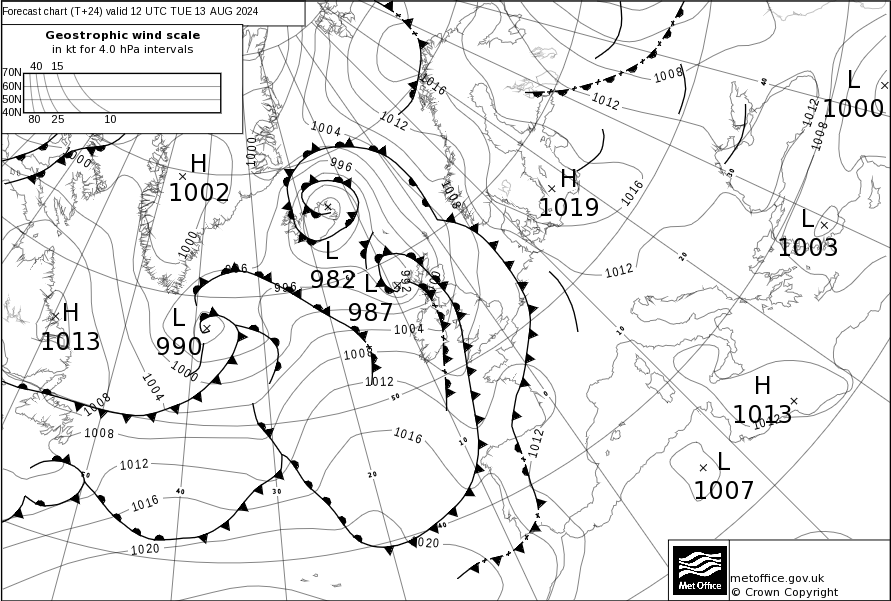 Forecast chart (T+24) valid 12 UTC TUE 13 AUG 2024
Geostrophic wind scale
in kt for 4.0 hPa intervals
40 15
70N
60N
50N
40N
80 25 10
1004
996
1012
1016
1008
1012
1008
1012
1008
L
1000
H
1002
1000
1000
1000
H
1019
1016
L
1003
1012
L
982
L
987
992
996
996
1004
1008
1012
1016
H
1013
L
990
1000
1004
1008
1008
1012
1016
1020
1020
1012
H
1013
1012
L
1007
50
40
30
20
10
0
10
20
30
40
50
40
Met Office
metoffice.gov.uk
© Crown Copyright